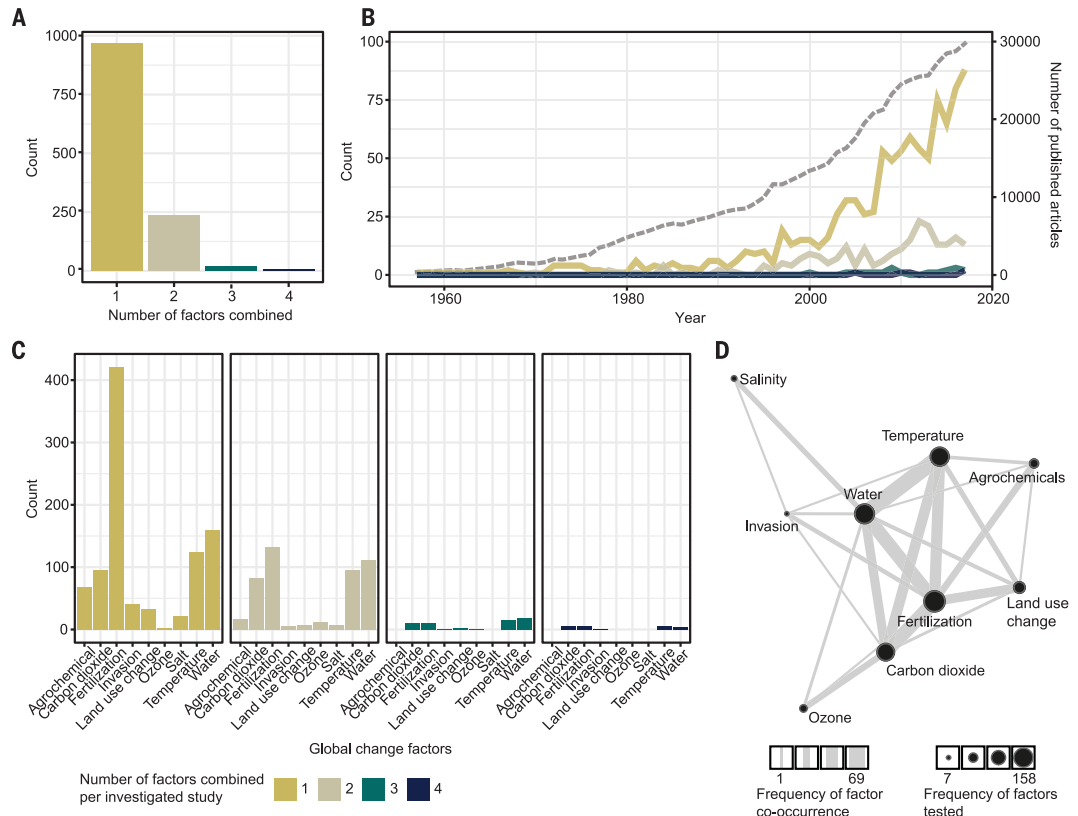 A
1000
750
500
250
0
Count
1
2
3
4
Number of factors combined
B
100
75
50
25
0
Count
30000
20000
10000
0
Number of published articles
1960
1980
2000
2020
Year
C
400
300
200
100
0
Count
Agrochemical
Carbon dioxide
Fertilization
Invasion
Land use change
Ozone
Salt
Temperature
Water
Agrochemical
Carbon dioxide
Fertilization
Invasion
Land use change
Ozone
Salt
Temperature
Water
Agrochemical
Carbon dioxide
Fertilization
Invasion
Land use change
Ozone
Salt
Temperature
Water
Agrochemical
Carbon dioxide
Fertilization
Invasion
Land use change
Ozone
Salt
Temperature
Water
Global change factors
Number of factors combined
per investigated study
1
2
3
4
D
Salinity
Temperature
Agrochemicals
Water
Invasion
Land use
change
Fertilization
Carbon dioxide
Ozone
1
69
Frequency of factor
co-occurrence
7
158
Frequency of factors
tested